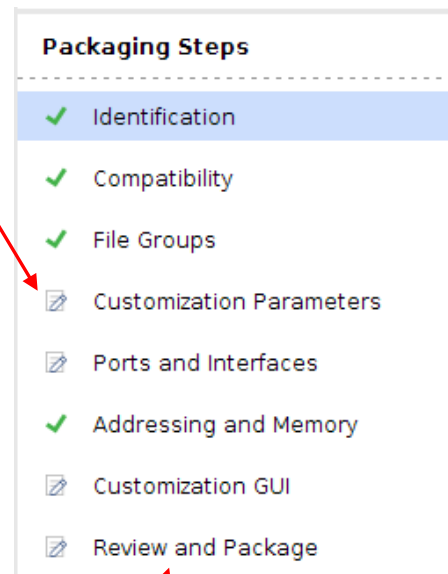 Packaging Steps
Identification
Compatibility
File Groups
Customization Parameters
Ports and Interfaces
Addressing and Memory
Customization GUI
Review and Package